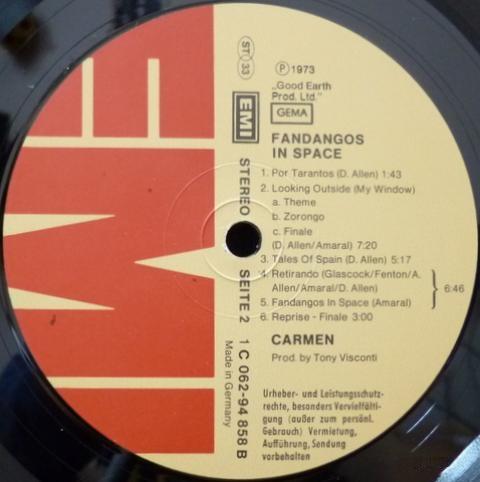 ST 33
Ⓟ 1973
„Good Earth
Prod. Ltd."
GEMA
EMI
FANDANGOS
IN SPACE
1. Por Tarantos (D. Allen) 1:43
2. Looking Outside (My Window)
a. Theme
b. Zorongo
c. Finale
(D. Allen/Amaral) 7:20
3. Tales Of Spain (D. Allen) 5:17
4. Retirando (Glascock/Fenton/A.
Allen/Amaral/D. Allen)
5. Fandangos In Space (Amaral)
6:46
6. Reprise - Finale 3:00
CARMEN
Prod. by Tony Visconti
STEREO SEITE 2 1 C 062-94 858 B
Made in Germany
Urheber- und Leistungsschutz-
rechte, besonders Vervielfälti-
gung (außer zum persönl.
Gebrauch) Vermietung,
Aufführung, Sendung
vorbehalten
EMI